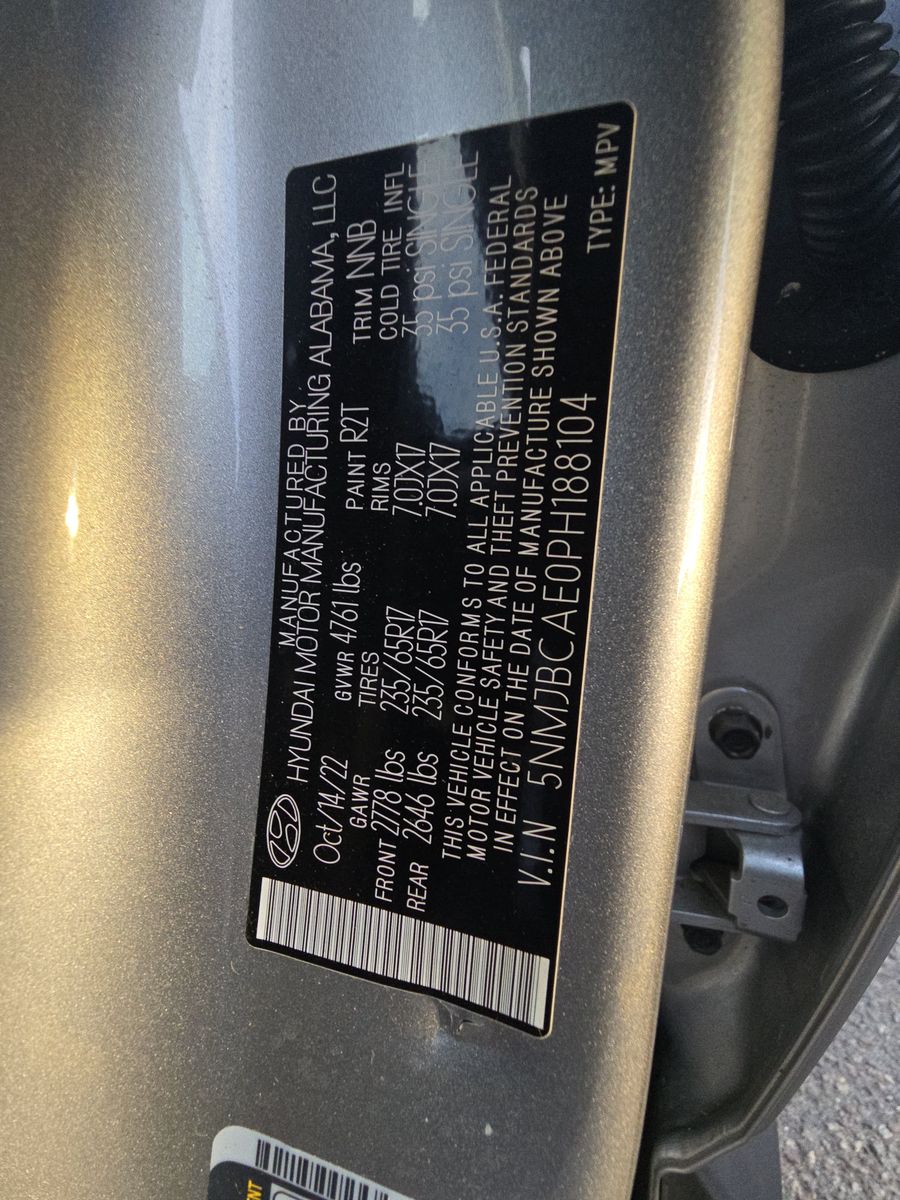 MANUFACTURED BY
HYUNDAI MOTOR MANUFACTURING ALABAMA, LLC
Oct/14/22 GVWR 4761 lbs PAINT R2T TRIM NNB
GAWR TIRES RIMS COLD TIRE INFL
FRONT 2778 lbs 235/65R17 7.0JX17 35 psi SINGLE
REAR 2646 lbs 235/65R17 7.0JX17 35 psi SINGLE
THIS VEHICLE CONFORMS TO ALL APPLICABLE U.S.A. FEDERAL
MOTOR VEHICLE SAFETY AND THEFT PREVENTION STANDARDS
IN EFFECT ON THE DATE OF MANUFACTURE SHOWN ABOVE
V.I.N 5NMJBCAE0PH188104 TYPE: MPV